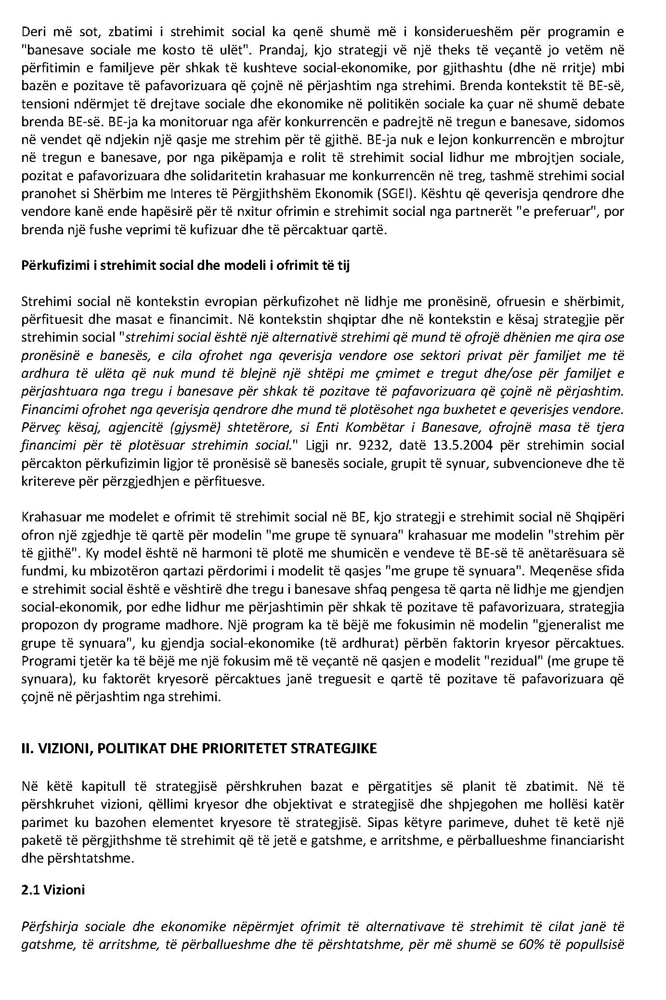 Deri më sot, zbatimi i strehimit social ka qenë shumë më i konsiderueshëm për programin e
"banesave sociale me kosto të ulët". Prandaj, kjo strategji vë një theks të veçantë jo vetëm në
përfitimin e familjeve për shkak të kushteve social-ekonomike, por gjithashtu (dhe në rritje) mbi
bazën e pozitave të pafavorizuara që çojnë në përjashtim nga strehimi. Brenda kontekstit të BE-së,
tensioni ndërmjet të drejtave sociale dhe ekonomike në politikën sociale ka çuar në shumë debate
brenda BE-së. BE-ja ka monitoruar nga afër konkurrencën e padrejtë në tregun e banesave, sidomos
në vendet që ndjekin një qasje me strehim për të gjithë. BE-ja nuk e lejon konkurrencën e mbrojtur
në tregun e banesave, por nga pikëpamja e rolit të strehimit social lidhur me mbrojtjen sociale,
pozitat e pafavorizuara dhe solidaritetin krahasuar me konkurrencën në treg, tashmë strehimi social
pranohet si Shërbim me Interes të Përgjithshëm Ekonomik (SGEI). Kështu që qeverisja qendrore dhe
vendore kanë ende hapësirë për të nxitur ofrimin e strehimit social nga partnerët "e preferuar", por
brenda një fushe veprimi të kufizuar dhe të përcaktuar qartë.
Përkufizimi i strehimit social dhe modeli i ofrimit të tij
Strehimi social në kontekstin evropian përkufizohet në lidhje me pronësinë, ofruesin e shërbimit,
përfituesit dhe masat e financimit. Në kontekstin shqiptar dhe në kontekstin e kësaj strategjie për
strehimin social "strehimi social është një alternativë strehimi që mund të ofrojë dhënien me qira ose
pronësinë e banesës, e cila ofrohet nga qeverisja vendore ose sektori privat për familjet me të
ardhura të ulëta që nuk mund të blejnë një shtëpi me çmimet e tregut dhe/ose për familjet e
përjashtuara nga tregu i banesave për shkak të pozitave të pafavorizuara që çojnë në përjashtim.
Financimi ofrohet nga qeverisja qendrore dhe mund të plotësohet nga buxhetet e qeverisjes vendore.
Përveç kësaj, agjencitë (gjysmë) shtetërore, si Enti Kombëtar i Banesave, ofrojnë masa të tjera
financimi për të plotësuar strehimin social." Ligji nr. 9232, datë 13.5.2004 për strehimin social
përcakton përkufizimin ligjor të pronësisë së banesës sociale, grupit të synuar, subvencioneve dhe të
kritereve për përzgjedhjen e përfituesve.
Krahasuar me modelet e ofrimit të strehimit social në BE, kjo strategji e strehimit social në Shqipëri
ofron një zgjedhje të qartë për modelin "me grupe të synuara" krahasuar me modelin "strehim për
të gjithë". Ky model është në harmoni të plotë me shumicën e vendeve të BE-së të anëtarësuara së
fundmi, ku mbizotëron qartazi përdorimi i modelit të qasjes "me grupe të synuara". Meqenëse sfida
e strehimit social është e vështirë dhe tregu i banesave shfaq pengesa të qarta në lidhje me gjendjen
social-ekonomik, por edhe lidhur me përjashtimin për shkak të pozitave të pafavorizuara, strategjia
propozon dy programe madhore. Një program ka të bëjë me fokusimin në modelin "gjeneralist me
grupe të synuara", ku gjendja social-ekonomike (të ardhurat) përbën faktorin kryesor përcaktues.
Programi tjetër ka të bëjë me një fokusim më të veçantë në qasjen e modelit "rezidual" (me grupe të
synuara), ku faktorët kryesorë përcaktues janë treguesit e qartë të pozitave të pafavorizuara që
çojnë në përjashtim nga strehimi.
II. VIZIONI, POLITIKAT DHE PRIORITETET STRATEGJIKE
Në këtë kapitull të strategjisë përshkruhen bazat e përgatitjes së planit të zbatimit. Në të
përshkruhet vizioni, qëllimi kryesor dhe objektivat e strategjisë dhe shpjegohen me hollësi katër
parimet ku bazohen elementet kryesore të strategjisë. Sipas këtyre parimeve, duhet të ketë një
paketë të përgjithshme të strehimit që të jetë e gatshme, e arritshme, e përballueshme financiarisht
dhe përshtatshme.
2.1 Vizioni
Përfshirja sociale dhe ekonomike nëpërmjet ofrimit të alternativave të strehimit të cilat janë të
gatshme, të arritshme, të përballueshme dhe të përshtatshme, për më shumë se 60% të popullsisë